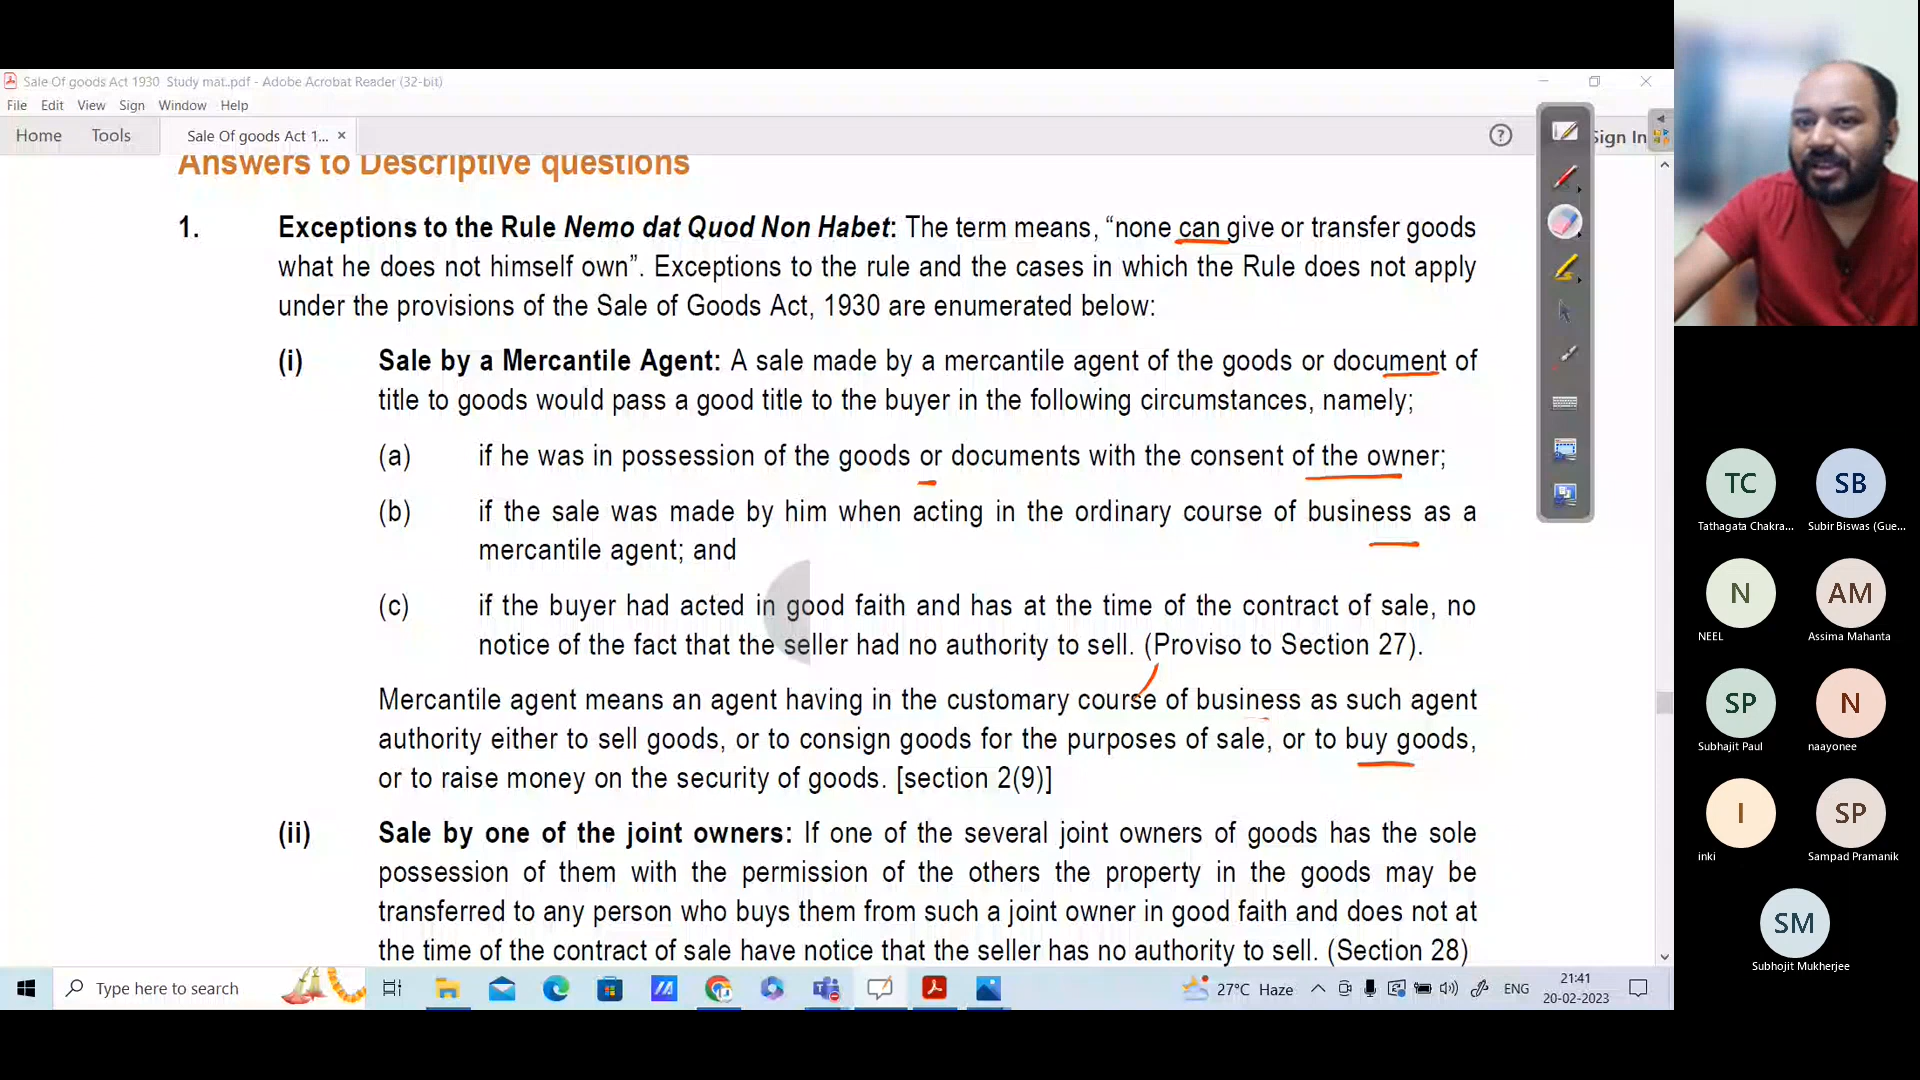 Sale Of goods Act 1930 Study mat..pdf - Adobe Acrobat Reader (32-bit)
File Edit View Sign Window Help
Home Tools Sale Of goods Act 1... × Sign In
Answers to Descriptive questions
1. Exceptions to the Rule Nemo dat Quod Non Habet: The term means, “none can give or transfer goods
what he does not himself own”. Exceptions to the rule and the cases in which the Rule does not apply
under the provisions of the Sale of Goods Act, 1930 are enumerated below:
(i) Sale by a Mercantile Agent: A sale made by a mercantile agent of the goods or document of
title to goods would pass a good title to the buyer in the following circumstances, namely;
(a) if he was in possession of the goods or documents with the consent of the owner;
(b) if the sale was made by him when acting in the ordinary course of business as a
mercantile agent; and
(c) if the buyer had acted in good faith and has at the time of the contract of sale, no
notice of the fact that the seller had no authority to sell. (Proviso to Section 27).
Mercantile agent means an agent having in the customary course of business as such agent
authority either to sell goods, or to consign goods for the purposes of sale, or to buy goods,
or to raise money on the security of goods. [section 2(9)]
(ii) Sale by one of the joint owners: If one of the several joint owners of goods has the sole
possession of them with the permission of the others the property in the goods may be
transferred to any person who buys them from such a joint owner in good faith and does not at
the time of the contract of sale have notice that the seller has no authority to sell. (Section 28)
Type here to search
27°C Haze
ENG
21:41
20-02-2023
TC SB
Tathagata Chakra... Subir Biswas (Gue...
N AM
NEEL Assima Mahanta
SP N
Subhajit Paul naayonee
I SP
inki Sampad Pramanik
SM
Subhojit Mukherjee